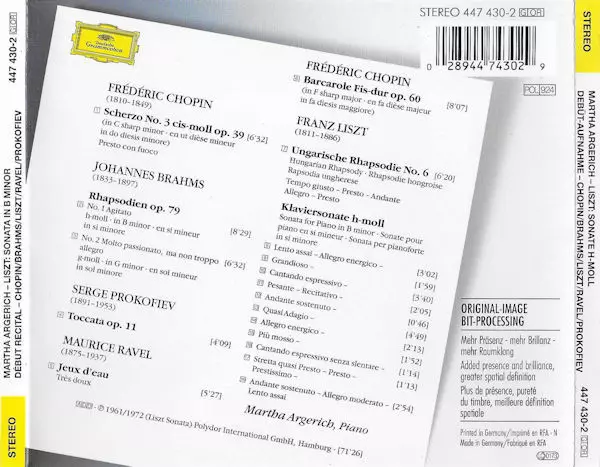 STEREO 447 430-2 GH OR
0 28944 74302 9
POL 924
Deutsche
Grammophon
FRÉDÉRIC CHOPIN
(1810-1849)
Scherzo No. 3 cis-moll op. 39 [6'32]
(in C sharp minor · en ut dièse mineur
in do diesis minore)
Presto con fuoco
JOHANNES BRAHMS
(1833-1897)
Rhapsodien op. 79
No. 1 Agitato
h-moll · in B minor · en si mineur [8'29]
in si minore
No. 2 Molto passionato, ma non troppo [6'32]
allegro
g-moll · in G minor · en sol mineur
in sol minore
SERGE PROKOFIEV
(1891-1953)
Toccata op. 11 [4'09]
MAURICE RAVEL
(1875-1937)
Jeux d'eau [5'27]
Très doux
FRÉDÉRIC CHOPIN
Barcarole Fis-dur op. 60 [8'07]
(in F sharp major · en fa dièse majeur
in fa diesis maggiore)
FRANZ LISZT
(1811-1886)
Ungarische Rhapsodie No. 6 [6'20]
Hungarian Rhapsody · Rapsodie hongroise
Rapsodia ungherese
Tempo giusto – Presto – Andante
Allegro – Presto
Klaviersonate h-moll
Sonata for Piano in B minor · Sonate pour
piano en si mineur · Sonata per pianoforte
in si minore
Lento assai – Allegro energico – [3'02]
Grandioso – [1'59]
Cantando espressivo – [3'40]
Pesante – Recitativo – [2'05]
Andante sostenuto – [0'46]
Quasi Adagio – [4'49]
Allegro energico – [2'13]
Più mosso – [1'52]
Cantando espressivo senza slentare – [1'14]
Stretta quasi Presto – Presto –
Prestissimo –
Andante sostenuto – Allegro moderato – [2'54]
Lento assai
Martha Argerich, Piano
℗ 1961/1972 (Liszt Sonata) Polydor International GmbH, Hamburg · [71'26]
ORIGINAL-IMAGE
BIT-PROCESSING
Mehr Präsenz - mehr Brillanz -
mehr Raumklang
Added presence and brilliance,
greater spatial definition
Plus de présence, pureté
du timbre, meilleure définition
spatiale
Printed in Germany/Imprimé en RFA - N
Made in Germany/Fabriqué en RFA
0173
STEREO
MARTHA ARGERICH – LISZT: SONATA IN B MINOR
DEBUT RECITAL – CHOPIN/BRAHMS/LISZT/RAVEL/PROKOFIEV
447 430-2 GH OR
STEREO
MARTHA ARGERICH – LISZT: SONATE H-MOLL
DEBÜT-AUFNAHME – CHOPIN/BRAHMS/LISZT/RAVEL/PROKOFIEV
447 430-2 GH OR